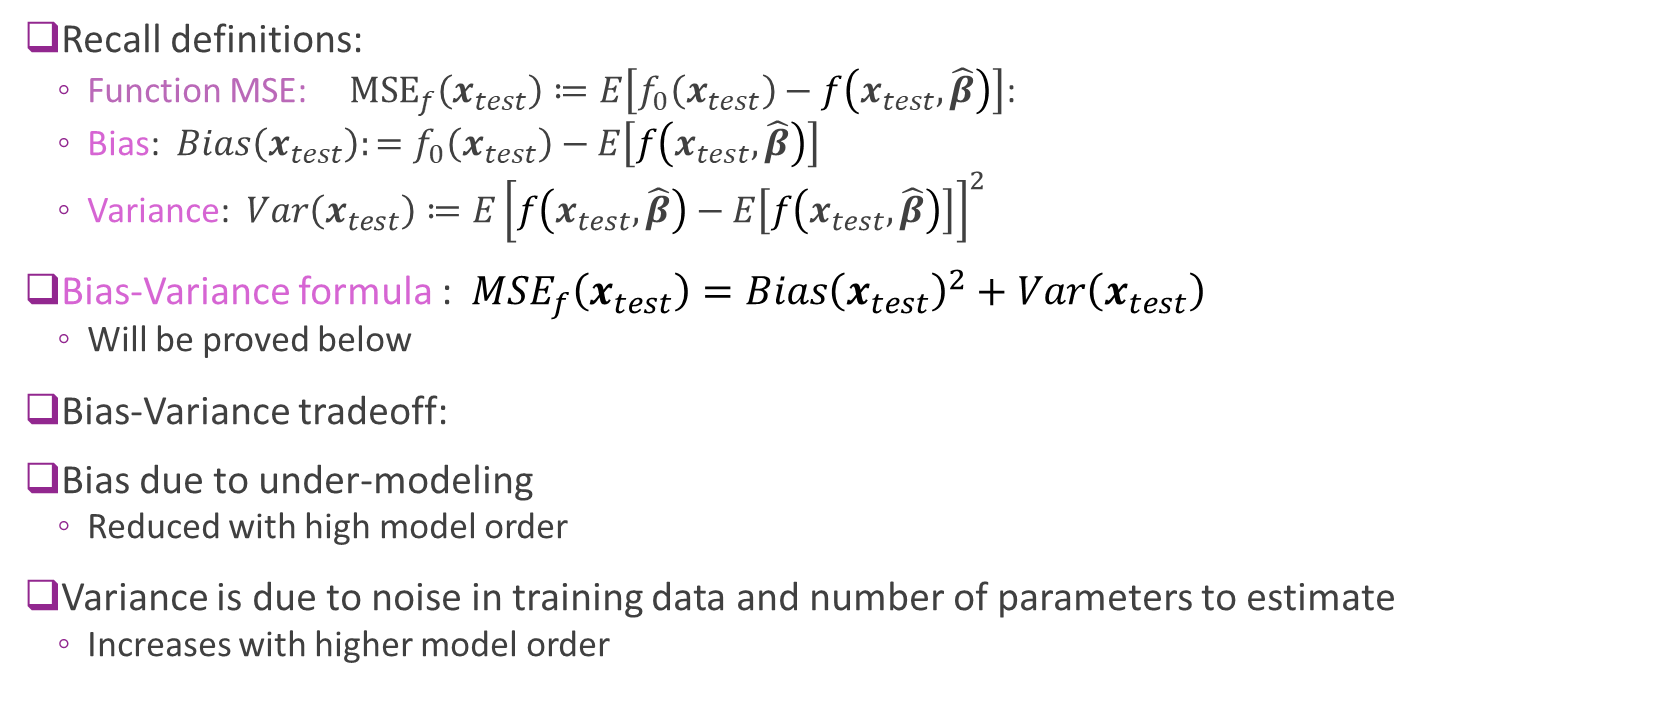 ❑Recall definitions:
◦ Function MSE: MSE_f(𝒙_test) ≔ E[f₀(𝒙_test) − f(𝒙_test, 𝜷̂)]:
◦ Bias: Bias(𝒙_test):= f₀(𝒙_test) − E[f(𝒙_test, 𝜷̂)]
◦ Variance: Var(𝒙_test) ≔ E[f(𝒙_test, 𝜷̂) − E[f(𝒙_test, 𝜷̂)]]²
❑Bias-Variance formula : MSE_f(𝒙_test) = Bias(𝒙_test)² + Var(𝒙_test)
◦ Will be proved below
❑Bias-Variance tradeoff:
❑Bias due to under-modeling
◦ Reduced with high model order
❑Variance is due to noise in training data and number of parameters to estimate
◦ Increases with higher model order